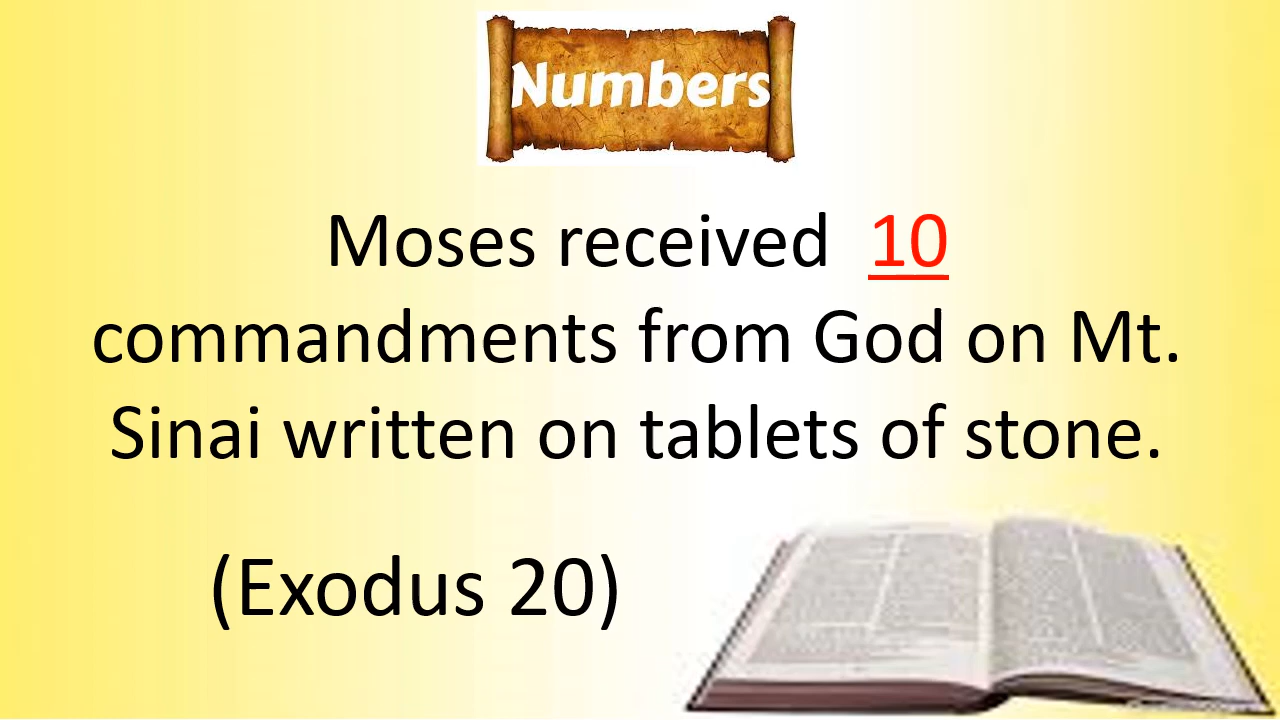 Numbers
Moses received 10
commandments from God on Mt.
Sinai written on tablets of stone.
(Exodus 20)